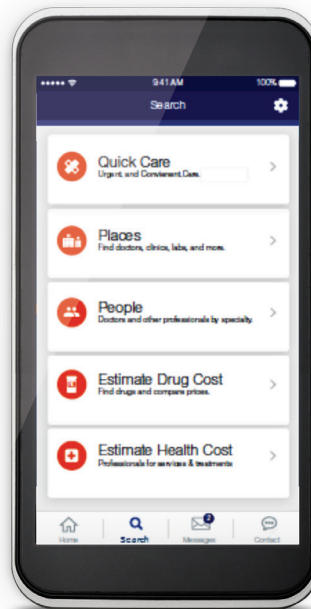 9:41 AM 100%
Search
Quick Care
Urgent, and Convienent Care.
Places
Find doctors, clinics, labs, and more.
People
Doctors and other professionals by specialty.
Estimate Drug Cost
Find drugs and compare prices.
Estimate Health Cost
Professionals for services & treatments
2
Home Search Messages Contact